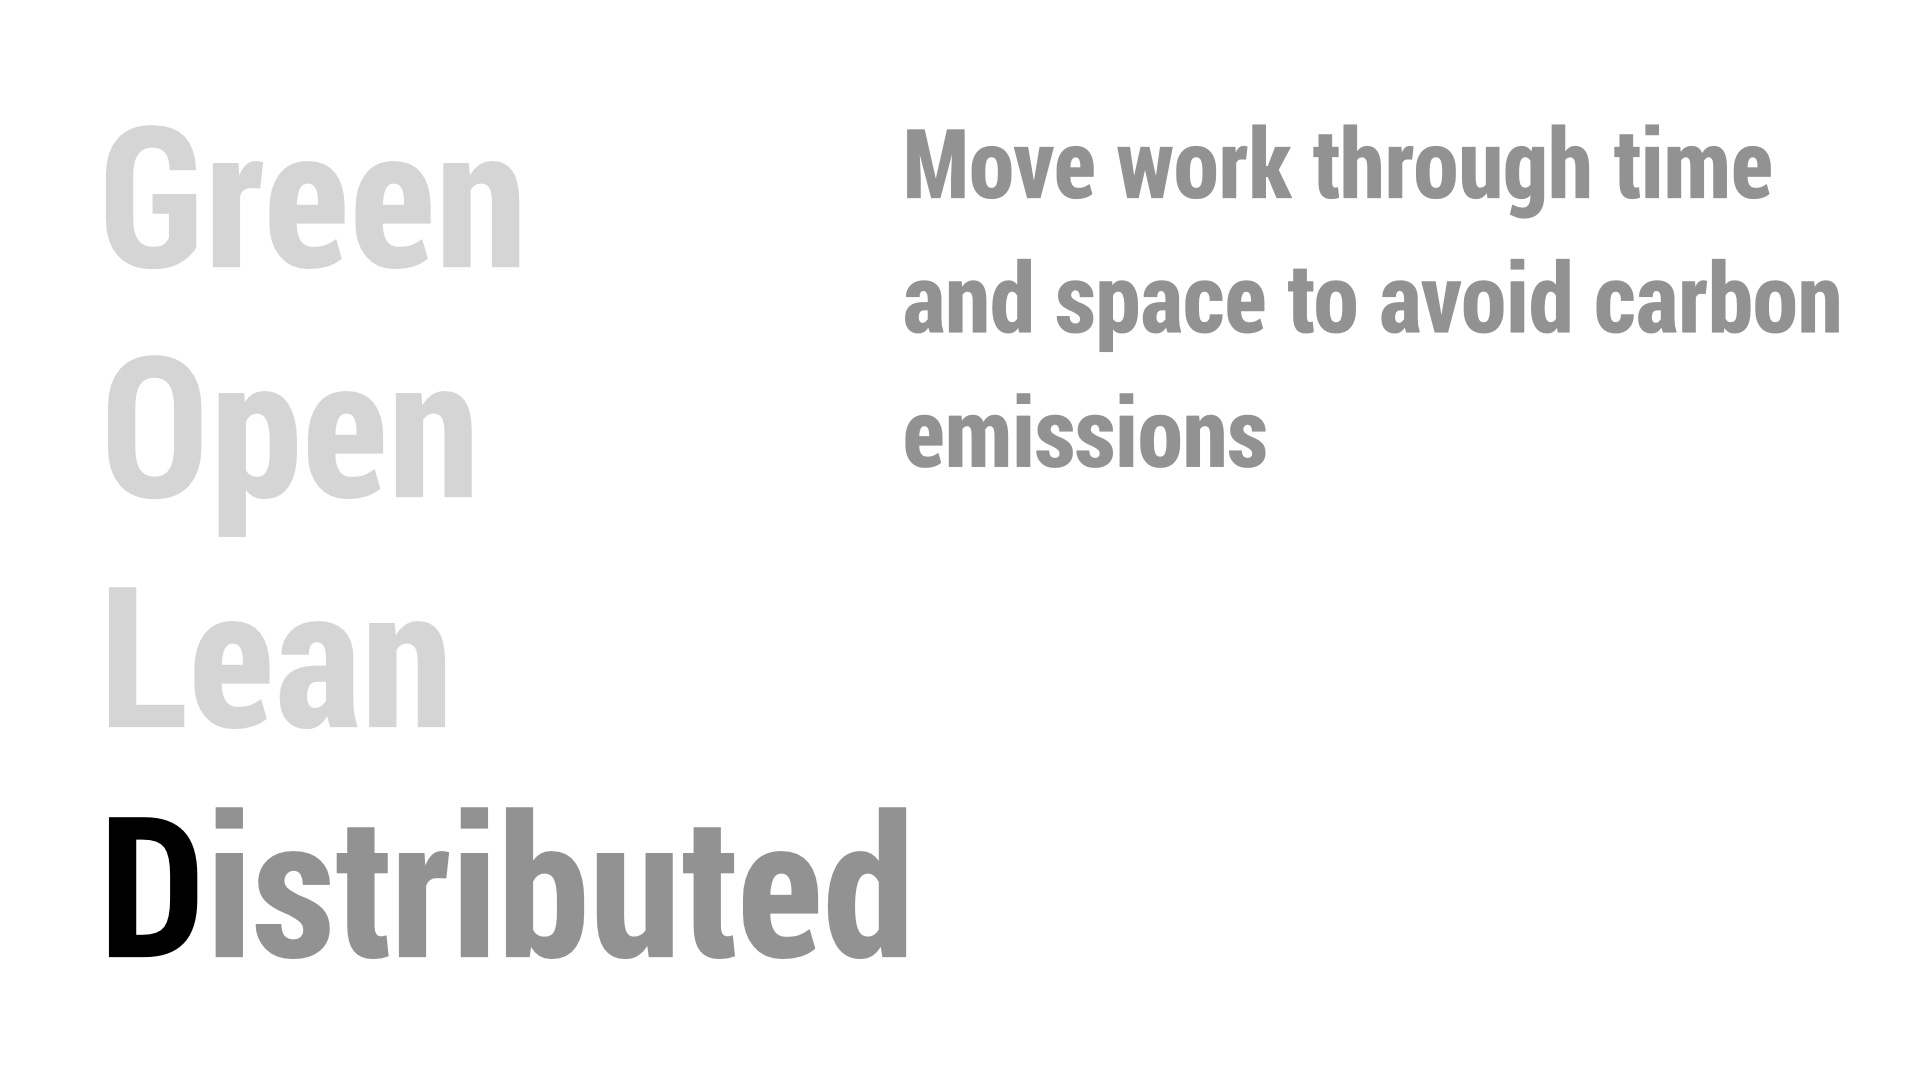 Green
Open
Lean
Distributed
Move work through time
and space to avoid carbon
emissions